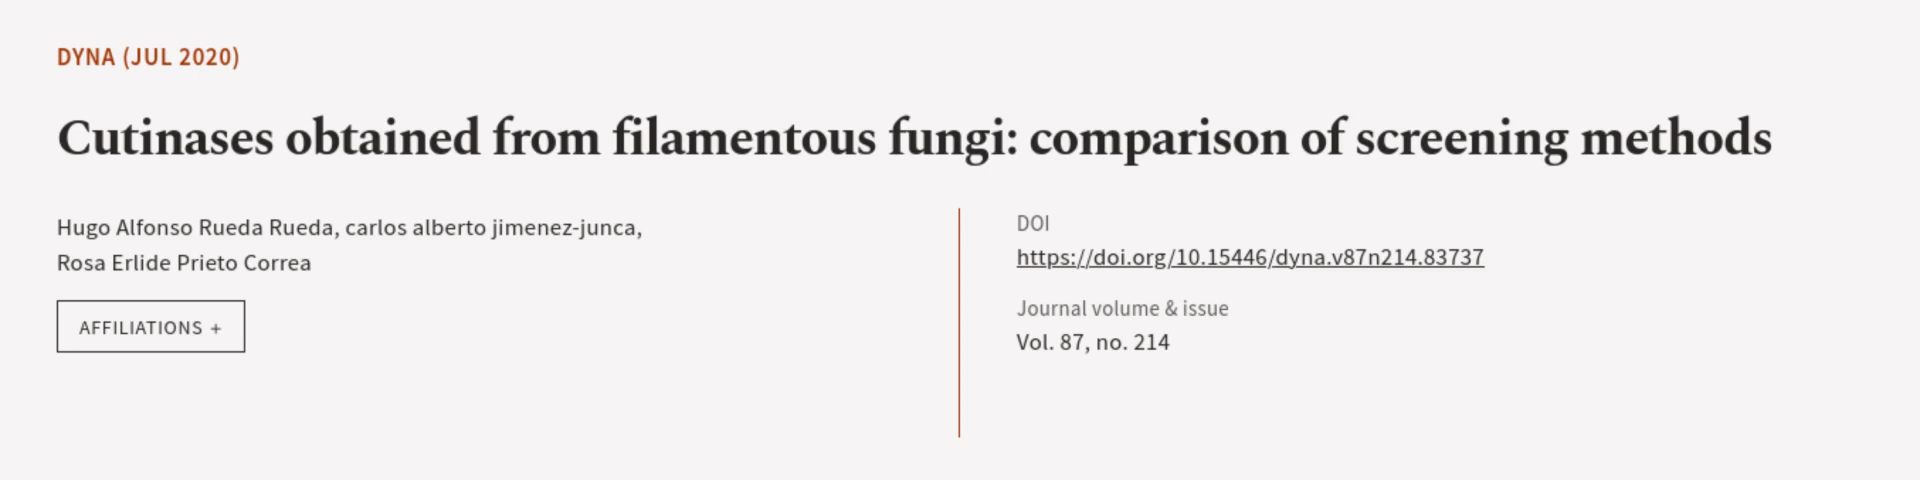 DYNA (JUL 2020)
Cutinases obtained from filamentous fungi: comparison of screening methods
Hugo Alfonso Rueda Rueda, carlos alberto jimenez-junca,
Rosa Erlide Prieto Correa
AFFILIATIONS +
DOI
https://doi.org/10.15446/dyna.v87n214.83737
Journal volume & issue
Vol. 87, no. 214